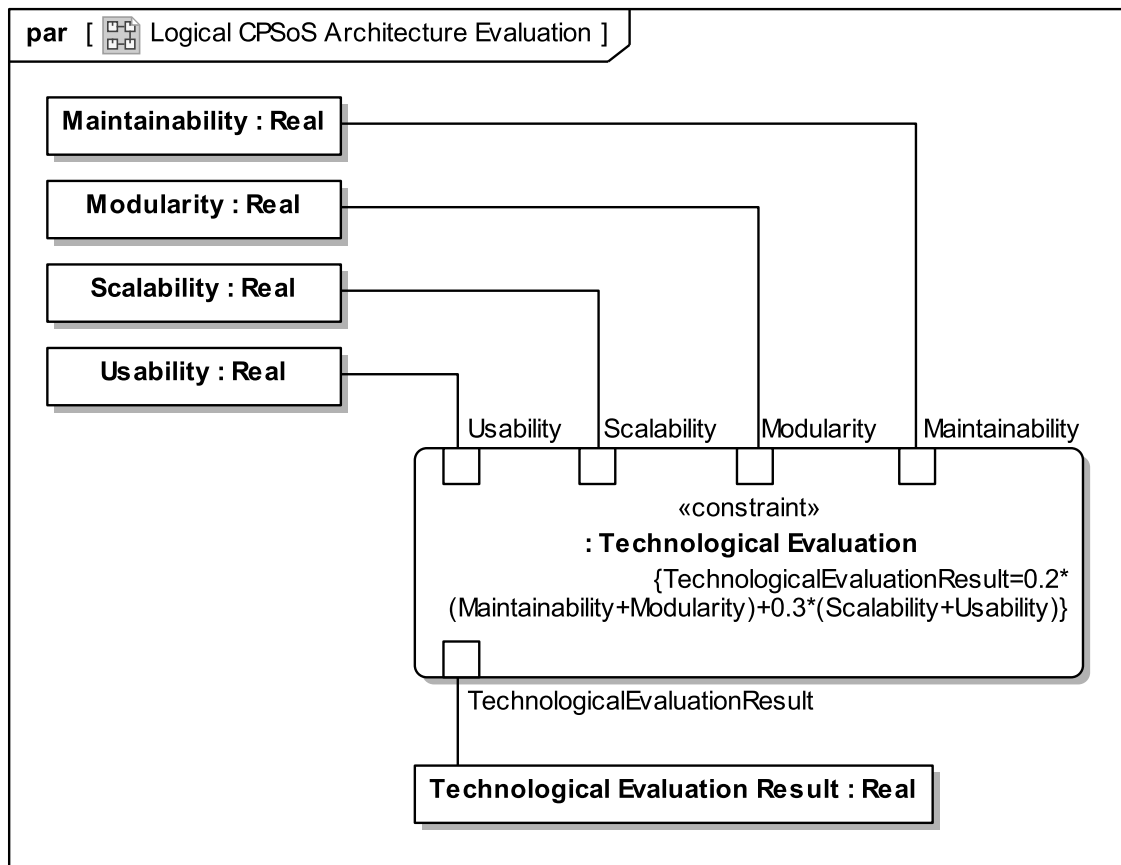 par [ Logical CPSoS Architecture Evaluation ]
Maintainability : Real
Modularity : Real
Scalability : Real
Usability : Real
Usability Scalability Modularity Maintainability
«constraint»
: Technological Evaluation
{TechnologicalEvaluationResult=0.2*
(Maintainability+Modularity)+0.3*(Scalability+Usability)}
TechnologicalEvaluationResult
Technological Evaluation Result : Real